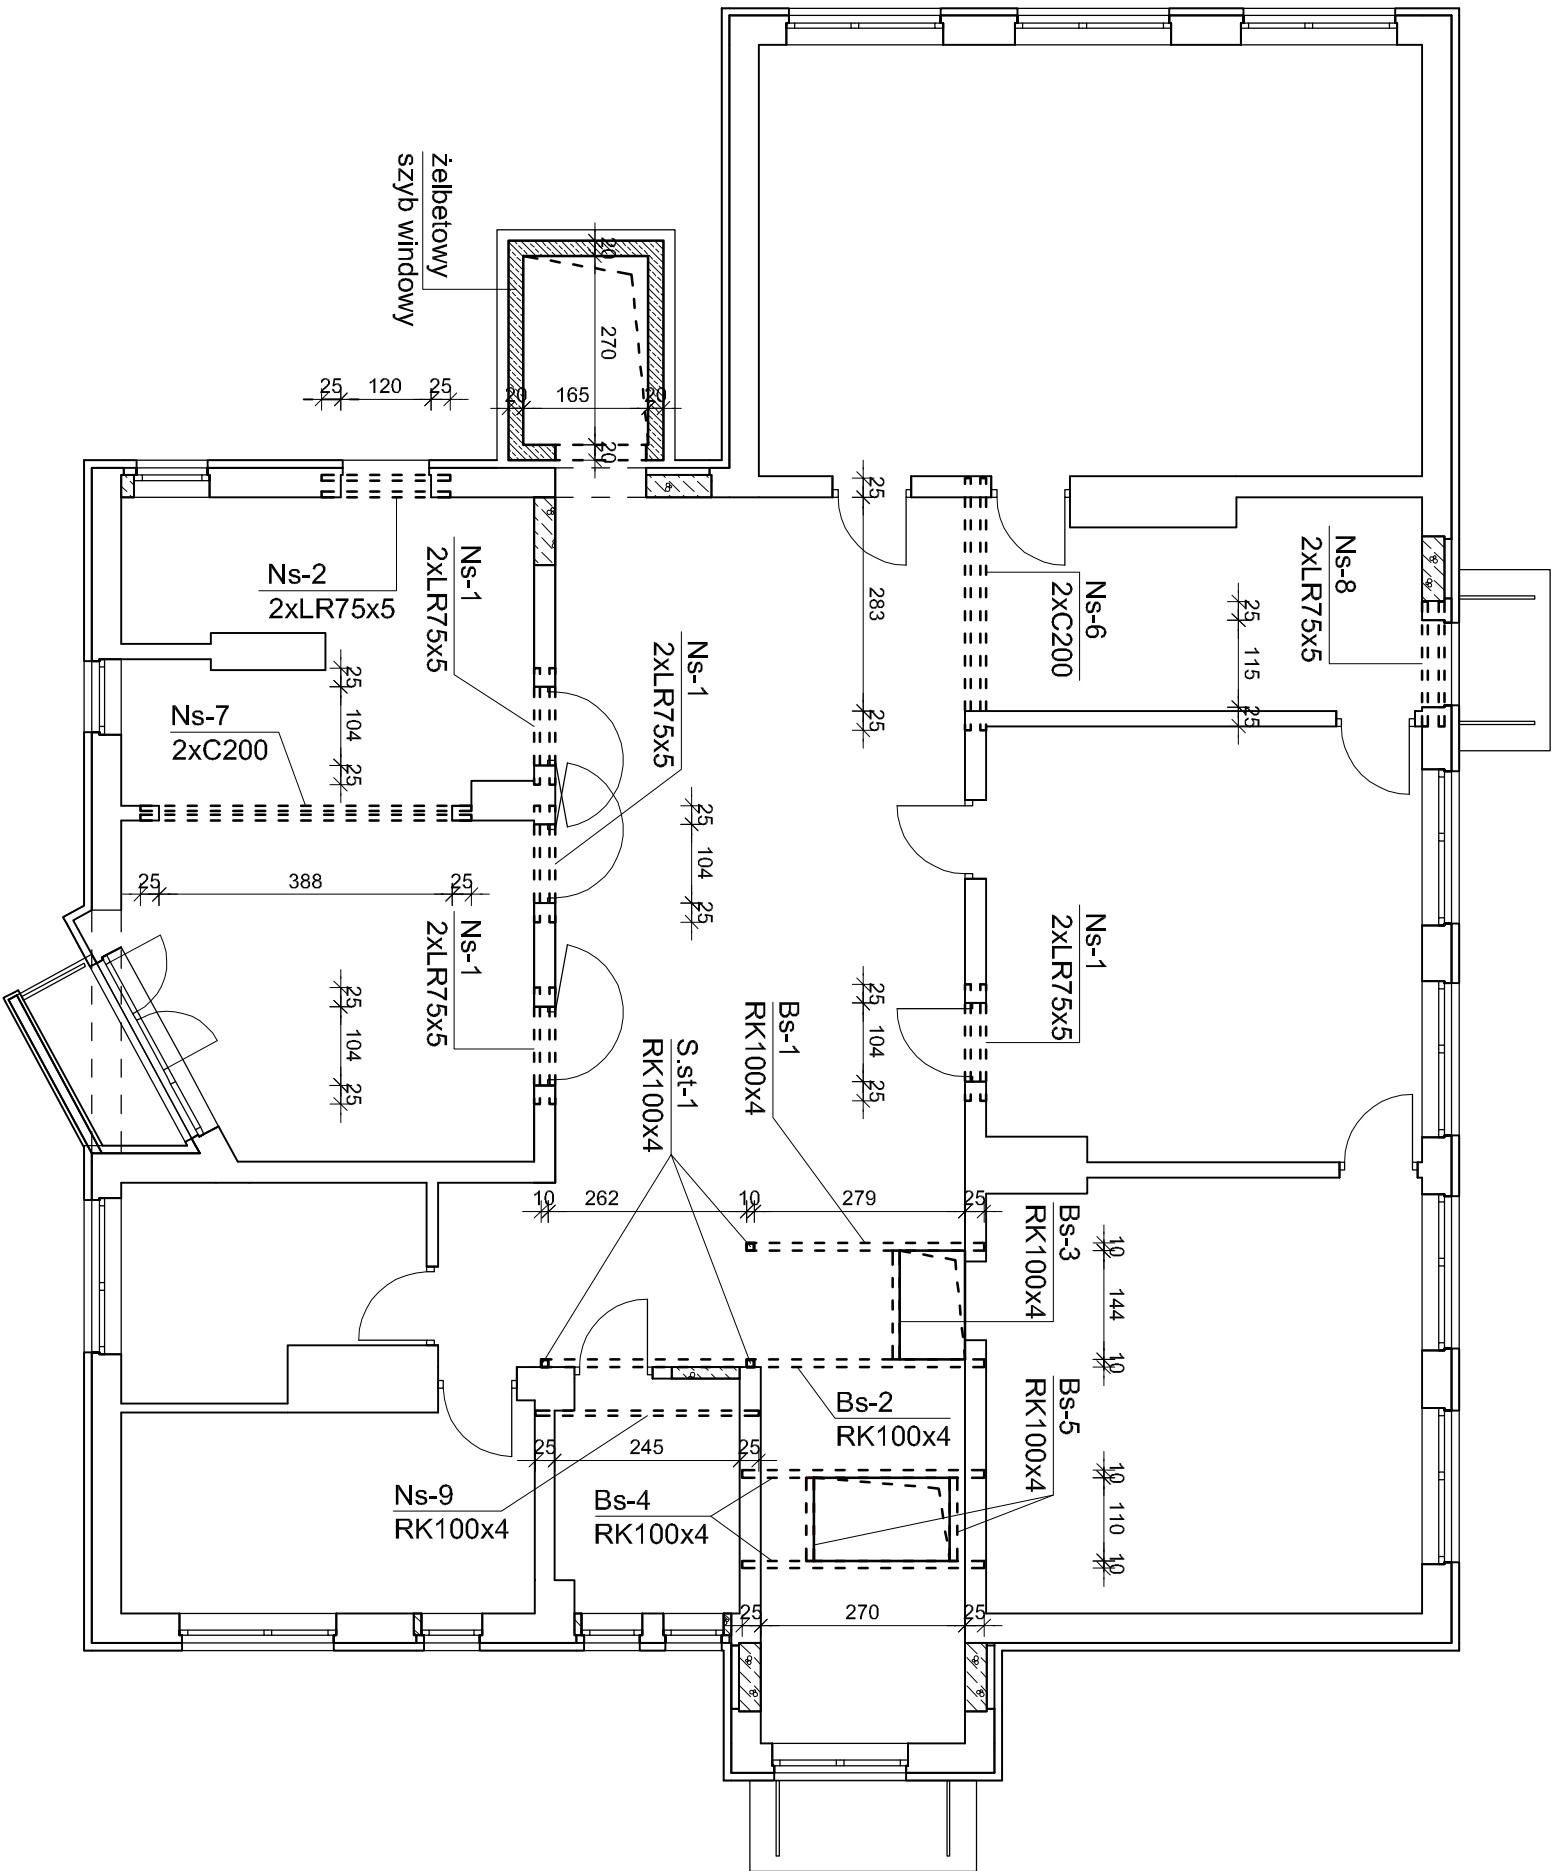 żelbetowy
szyb windowy
20
270
20
20
165
20
25
120
25
Ns-2
2xLR75x5
Ns-1
2xLR75x5
Ns-1
2xLR75x5
25
283
25
Ns-6
2xC200
Ns-8
2xLR75x5
25
115
25
25
104
25
Ns-7
2xC200
25
388
25
25
104
25
Ns-1
2xLR75x5
25
104
25
Ns-1
2xLR75x5
25
104
25
Bs-1
RK100x4
S.st-1
RK100x4
10
262
10
279
25
Bs-3
RK100x4
10
144
10
Bs-2
RK100x4
Bs-5
RK100x4
10
110
10
25
245
25
Ns-9
RK100x4
Bs-4
RK100x4
25
270
25